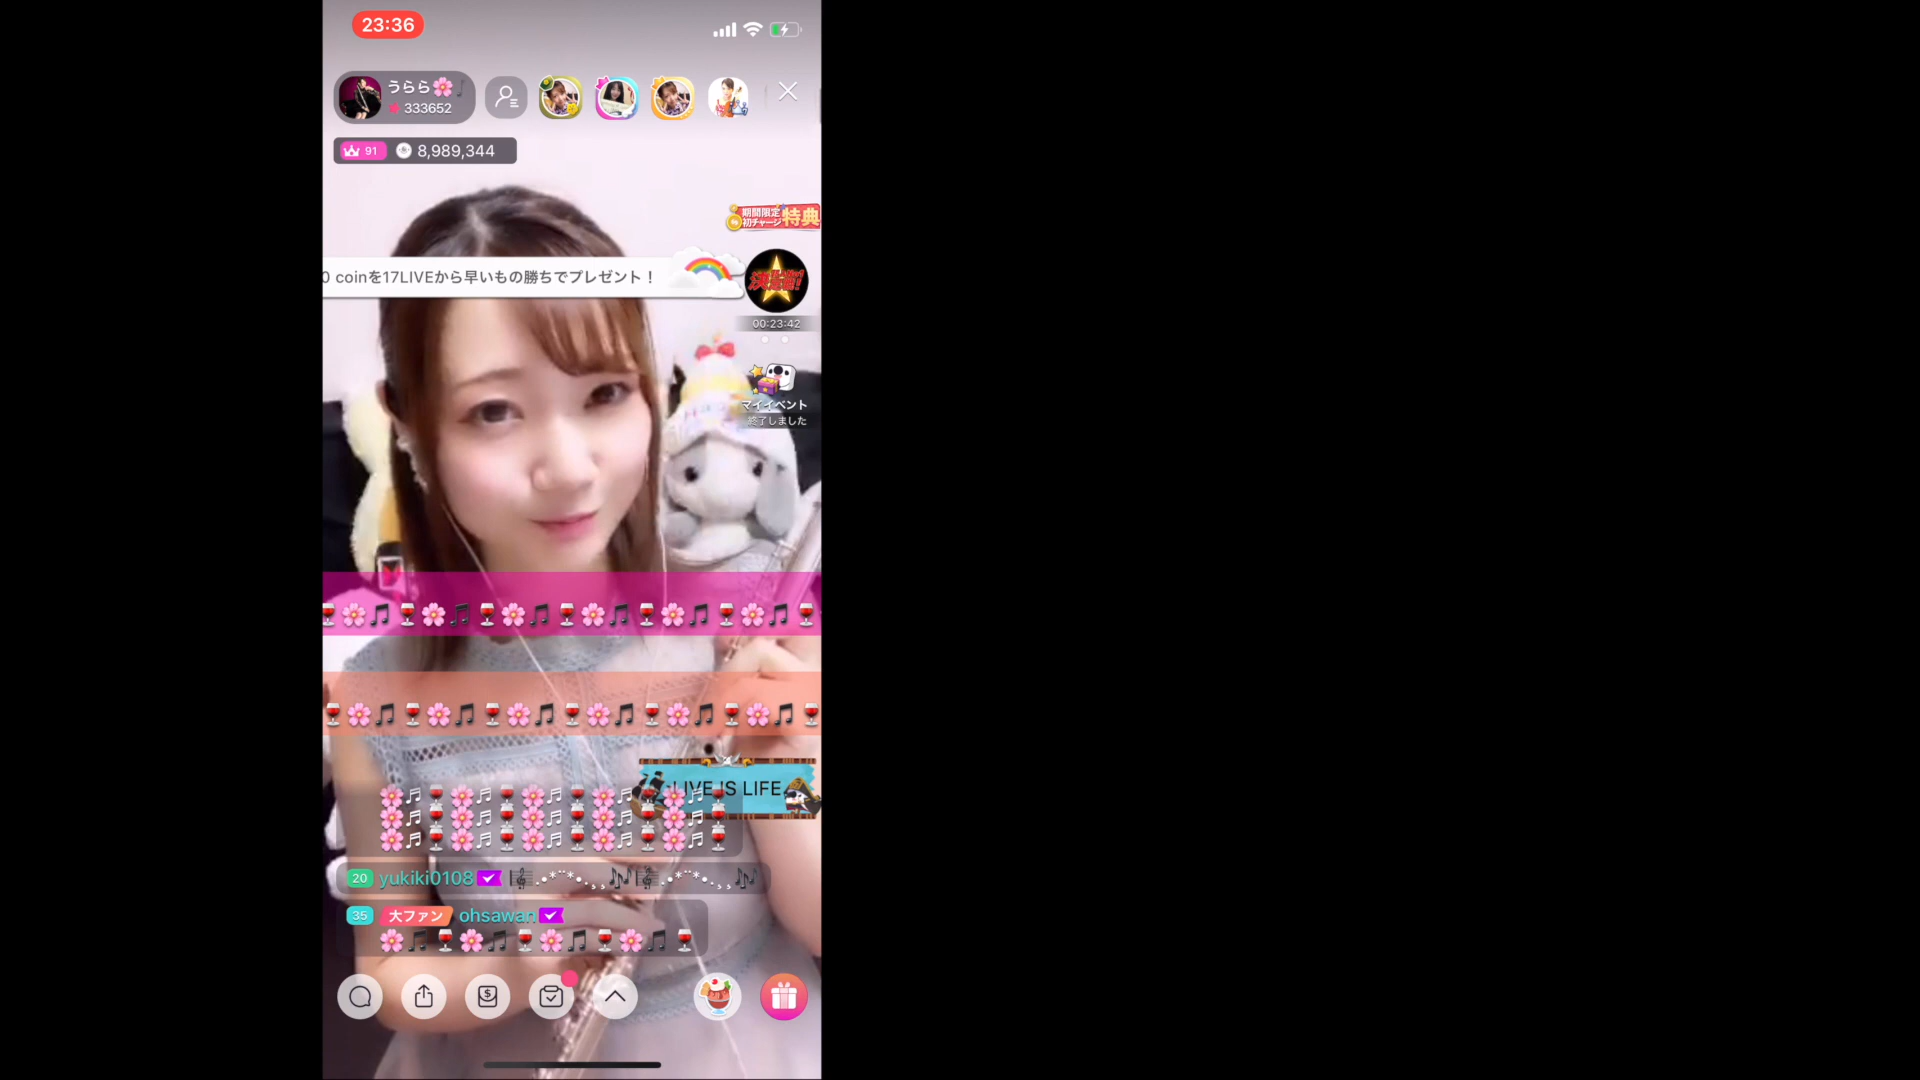 23:36
うらら🌸🎵
333652
91 8,989,344
期間限定
初チャージ 特典
0 coinを17LIVEから早いもの勝ちでプレゼント！
00:23:42
マイイベント
終了しました
🍷🌸🎵🍷🌸🎵🍷🌸🎵🍷🌸🎵🍷🌸🎵🍷🌸🎵🍷
🍷🌸🎵🍷🌸🎵🍷🌸🎵🍷🌸🎵🍷🌸🎵🍷🌸🎵🍷
LIVE IS LIFE
🌸🎵🍷🌸🎵🍷🌸🎵🍷🌸🎵🍷🌸🎵🍷
🌸🎵🍷🌸🎵🍷🌸🎵🍷🌸🎵🍷🌸🎵🍷
🌸🎵🍷🌸🎵🍷🌸🎵🍷🌸🎵🍷🌸🎵🍷
20 yukiki0108 🎼.•*¨*•.¸¸🎶🎼.•*¨*•.¸¸🎶
35 大ファン ohsawan
🌸🎵🍷🌸🎵🍷🌸🎵🍷🌸🎵🍷